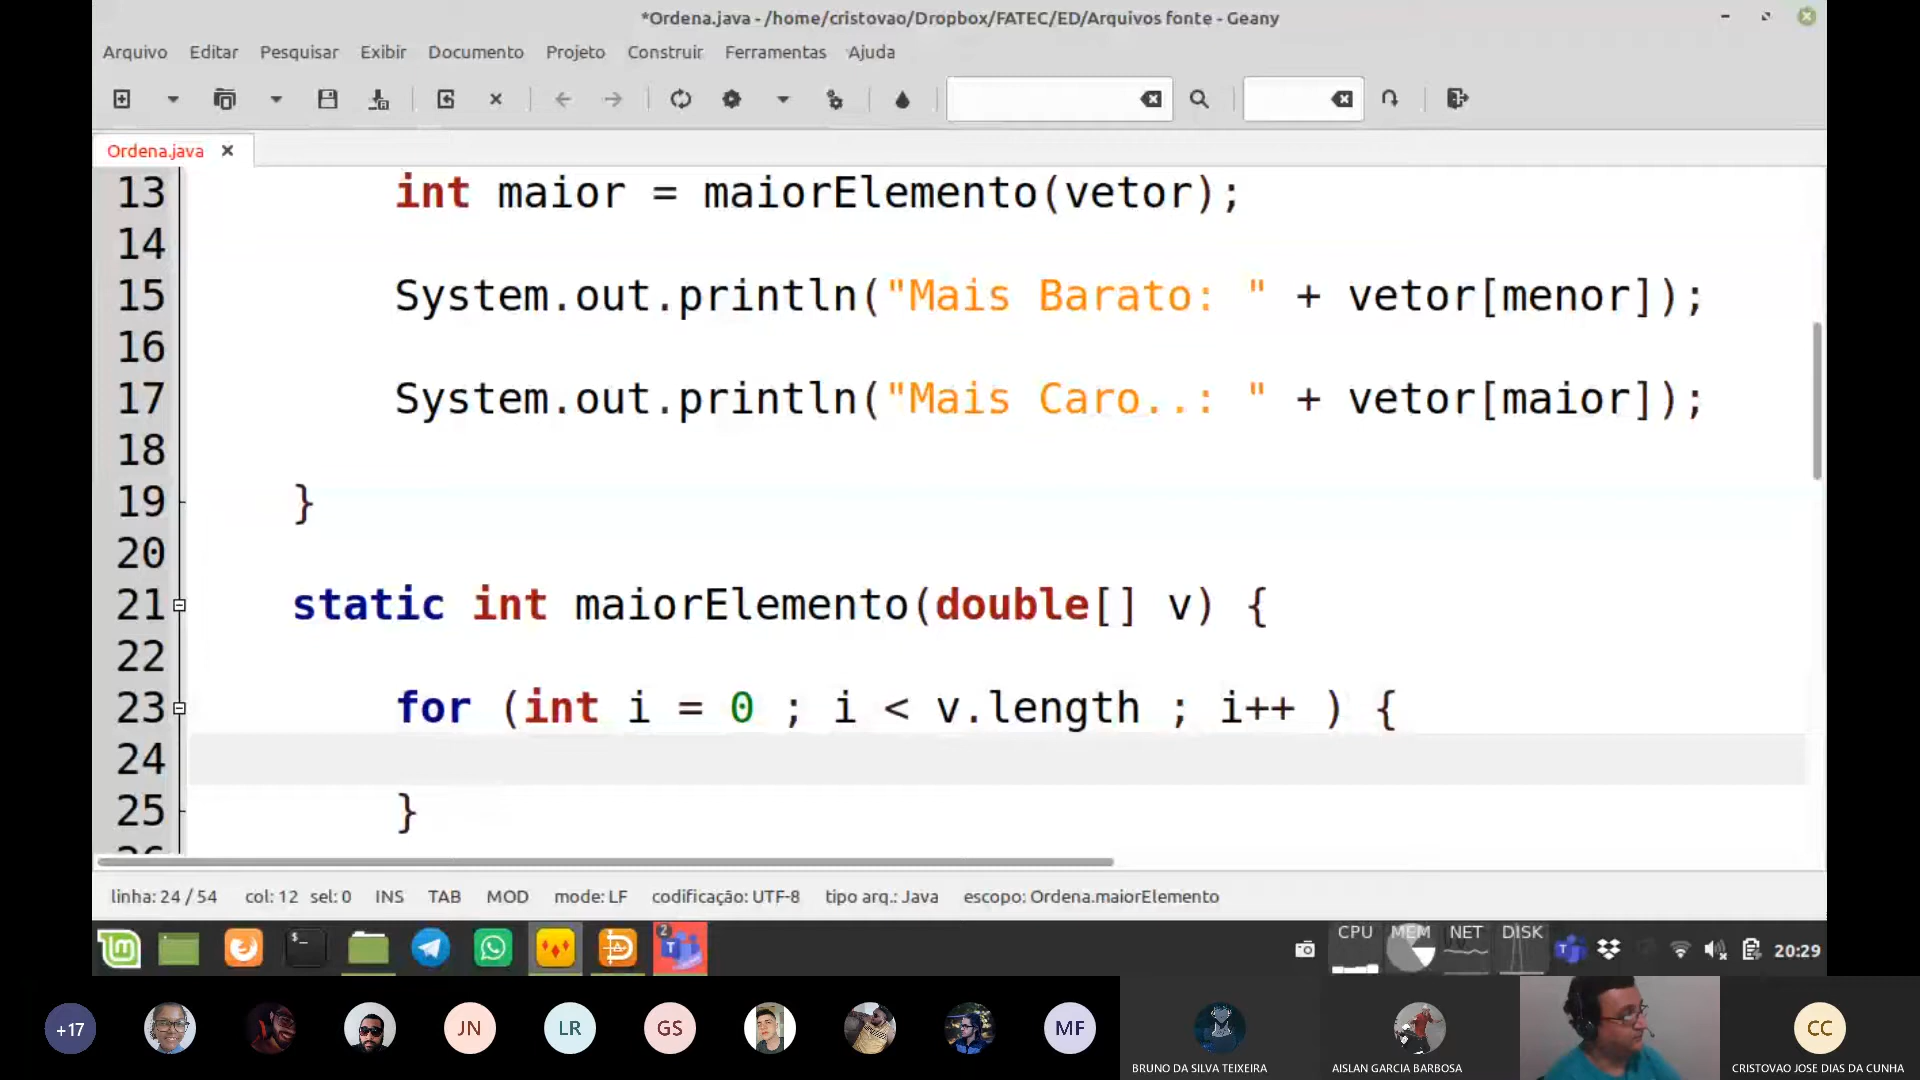 *Ordena.java - /home/cristovao/Dropbox/FATEC/ED/Arquivos fonte - Geany
Arquivo Editar Pesquisar Exibir Documento Projeto Construir Ferramentas Ajuda
Ordena.java
13 int maior = maiorElemento(vetor);
14
15 System.out.println("Mais Barato: " + vetor[menor]);
16
17 System.out.println("Mais Caro..: " + vetor[maior]);
18
19 }
20
21 static int maiorElemento(double[] v) {
22
23 for (int i = 0 ; i < v.length ; i++ ) {
24
25 }
linha: 24 / 54 col: 12 sel: 0 INS TAB MOD mode: LF codificação: UTF-8 tipo arq.: Java escopo: Ordena.maiorElemento
$_ 2 T CPU MEM NET DISK T 20:29
+17 JN LR GS MF CC
BRUNO DA SILVA TEIXEIRA AISLAN GARCIA BARBOSA CRISTOVAO JOSE DIAS DA CUNHA